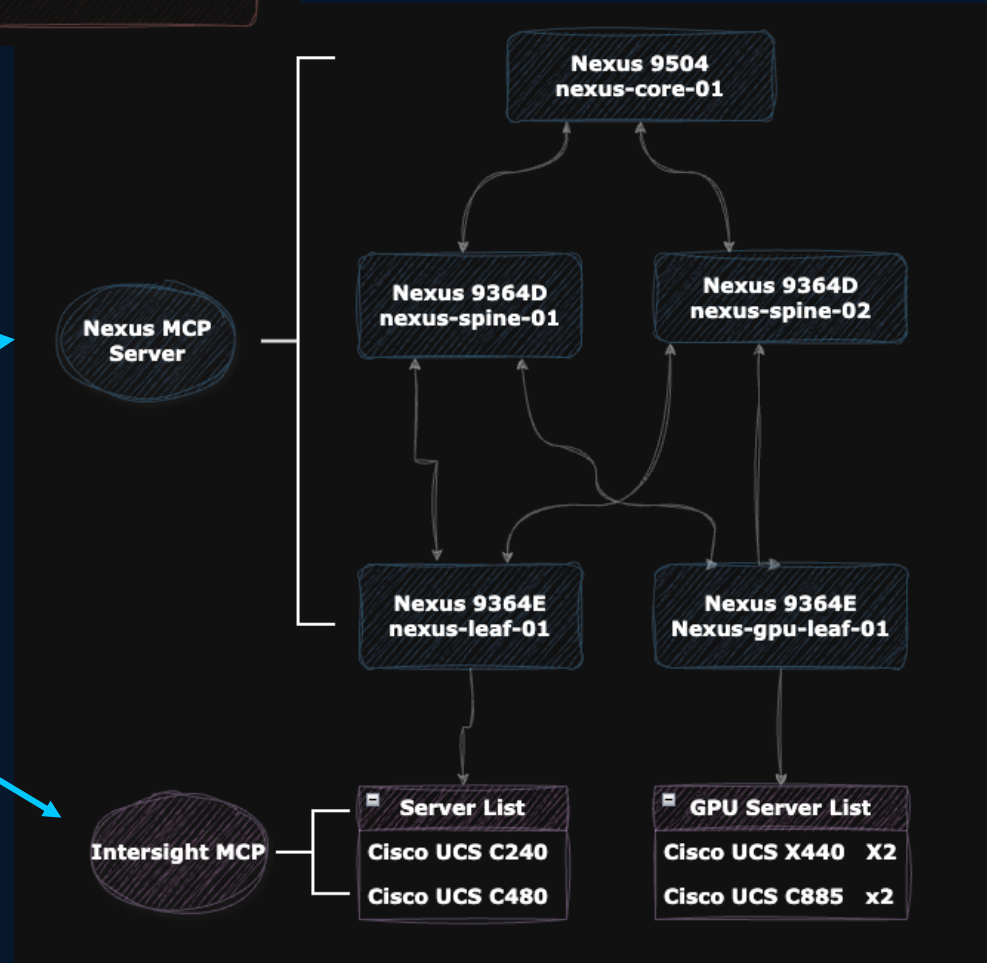 Nexus 9504
nexus-core-01
Nexus 9364D
nexus-spine-01
Nexus 9364D
nexus-spine-02
Nexus MCP
Server
Nexus 9364E
nexus-leaf-01
Nexus 9364E
Nexus-gpu-leaf-01
Intersight MCP
Server List
Cisco UCS C240
Cisco UCS C480
GPU Server List
Cisco UCS X440 X2
Cisco UCS C885 x2